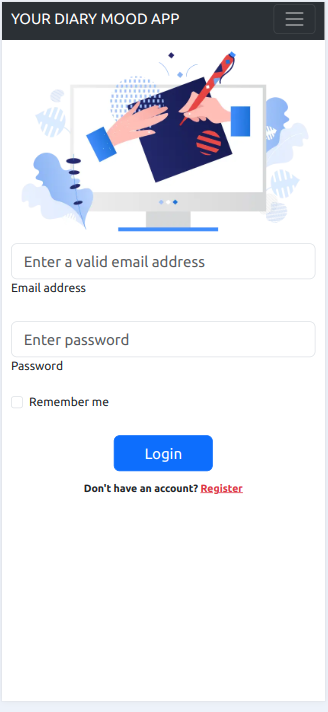 YOUR DIARY MOOD APP
Enter a valid email address
Email address
Enter password
Password
Remember me
Login
Don't have an account? Register